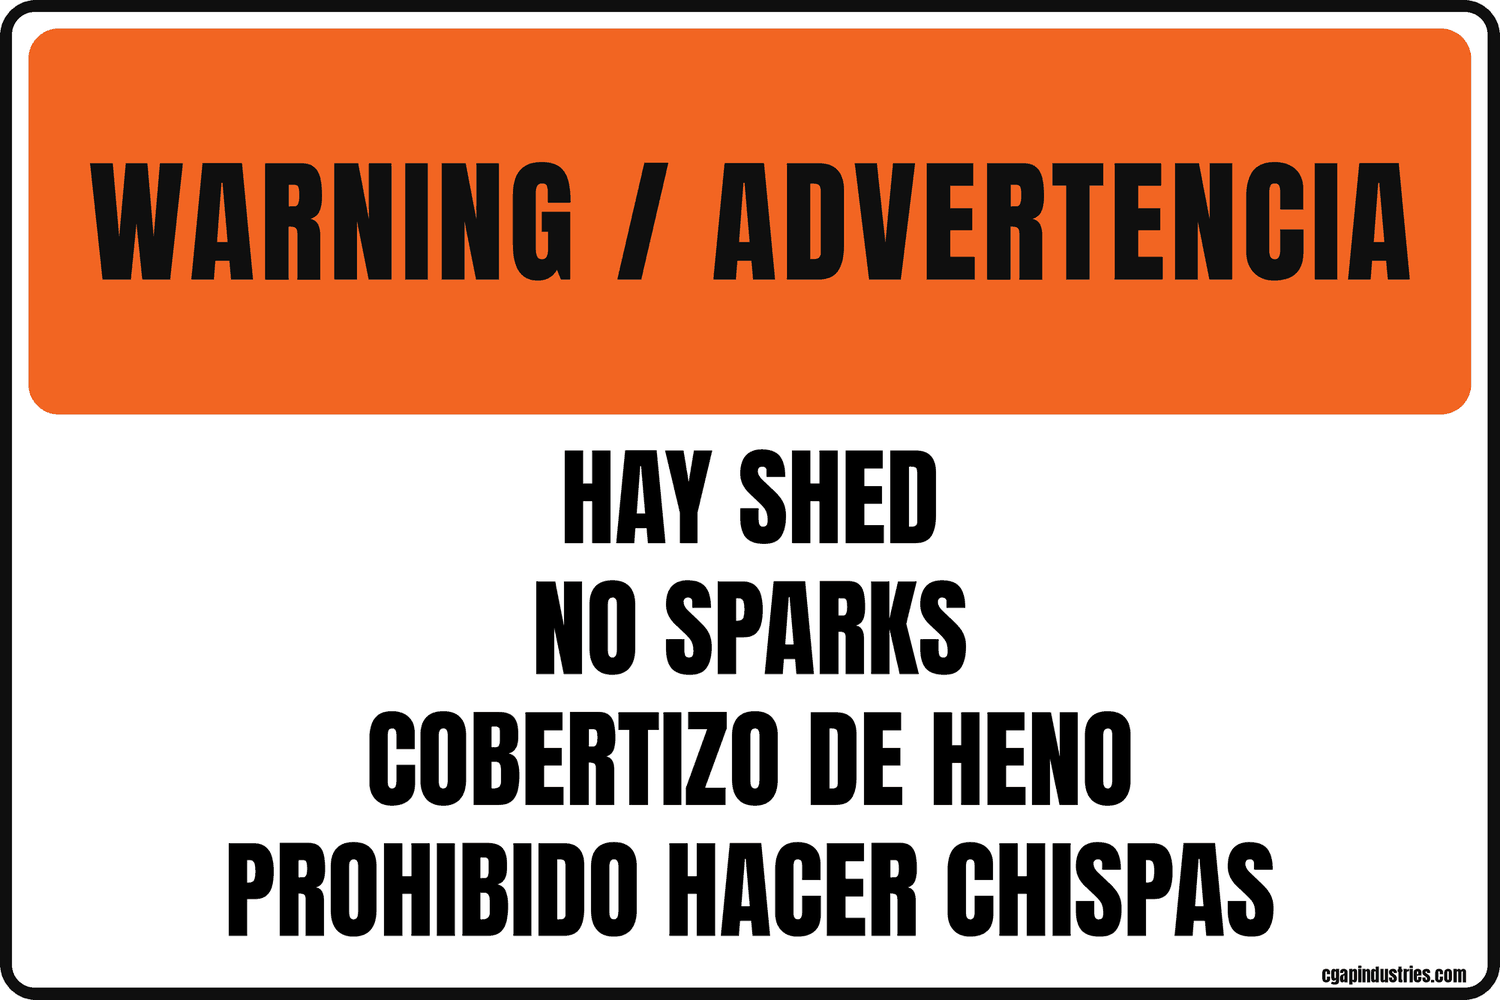 WARNING / ADVERTENCIA
HAY SHED
NO SPARKS
COBERTIZO DE HENO
PROHIBIDO HACER CHISPAS
cgapindustries.com